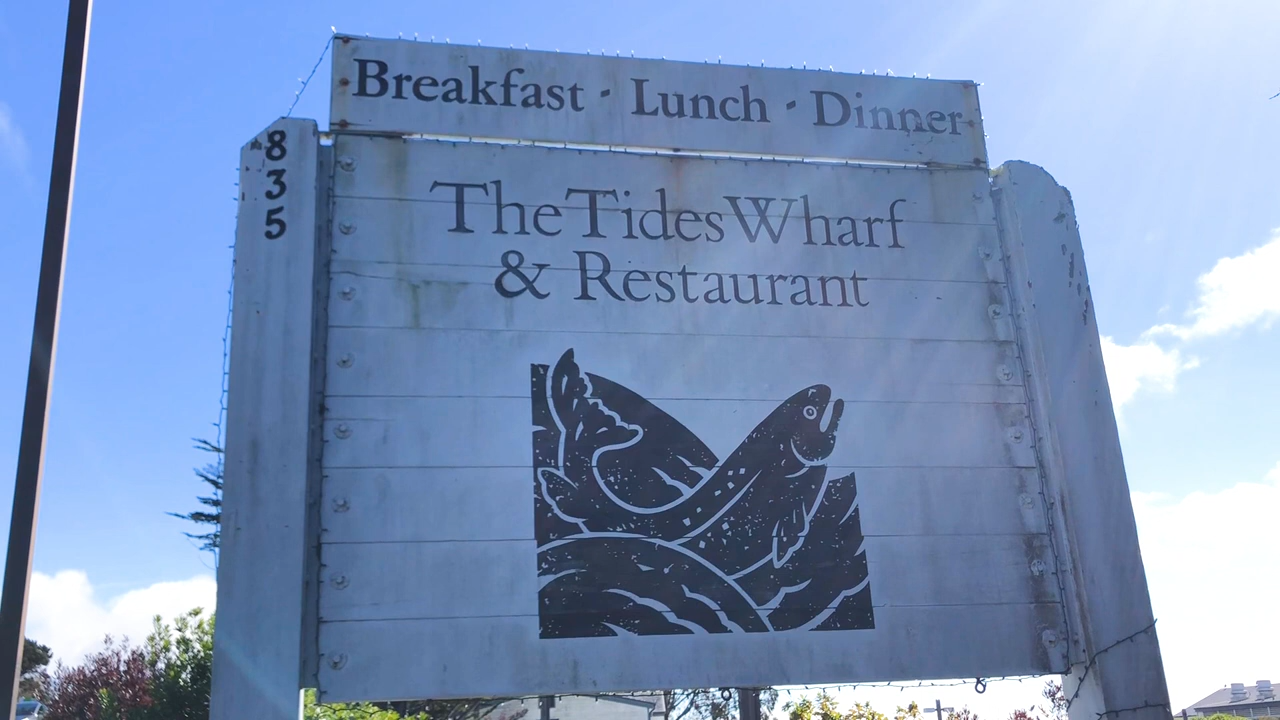 Breakfast · Lunch · Dinner
835
The Tides Wharf
& Restaurant